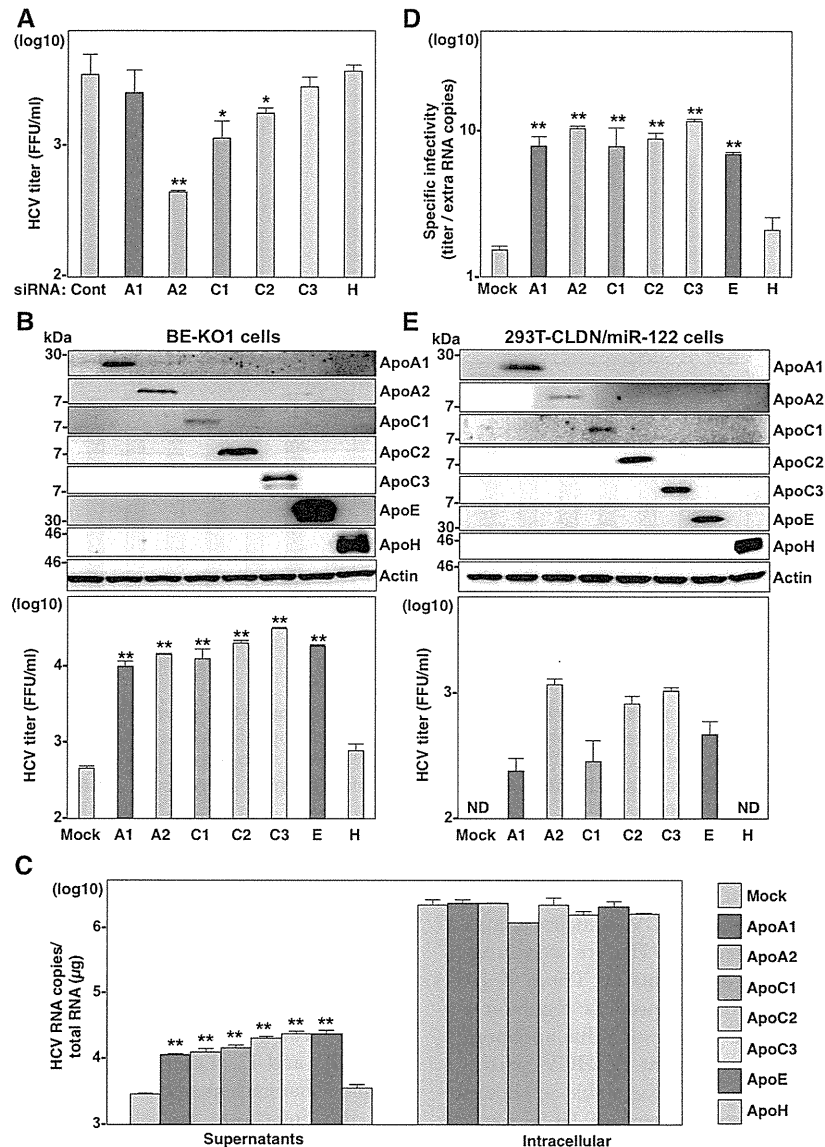 A
(log10)
HCV titer (FFU/ml)
3
2
* *
**
siRNA: Cont A1 A2 C1 C2 C3 H
B
BE-KO1 cells
kDa
30 ApoA1
7 ApoA2
7 ApoC1
ApoC2
7 ApoC3
30 ApoE
46 ApoH
46 Actin
(log10)
HCV titer (FFU/ml)
4
3
2
** ** ** ** ** **
Mock A1 A2 C1 C2 C3 E H
C
(log10)
HCV RNA copies/
total RNA (µg)
6
5
4
3
** ** ** ** ** **
Supernatants Intracellular
D
(log10)
Specific infectivity
(titer / extra RNA copies)
10
1
** ** ** ** ** **
Mock A1 A2 C1 C2 C3 E H
E
293T-CLDN/miR-122 cells
kDa
30 ApoA1
7 ApoA2
7 ApoC1
7 ApoC2
7 ApoC3
30 ApoE
46 ApoH
46 Actin
(log10)
HCV titer (FFU/ml)
3
2
ND ND
Mock A1 A2 C1 C2 C3 E H
Mock
ApoA1
ApoA2
ApoC1
ApoC2
ApoC3
ApoE
ApoH